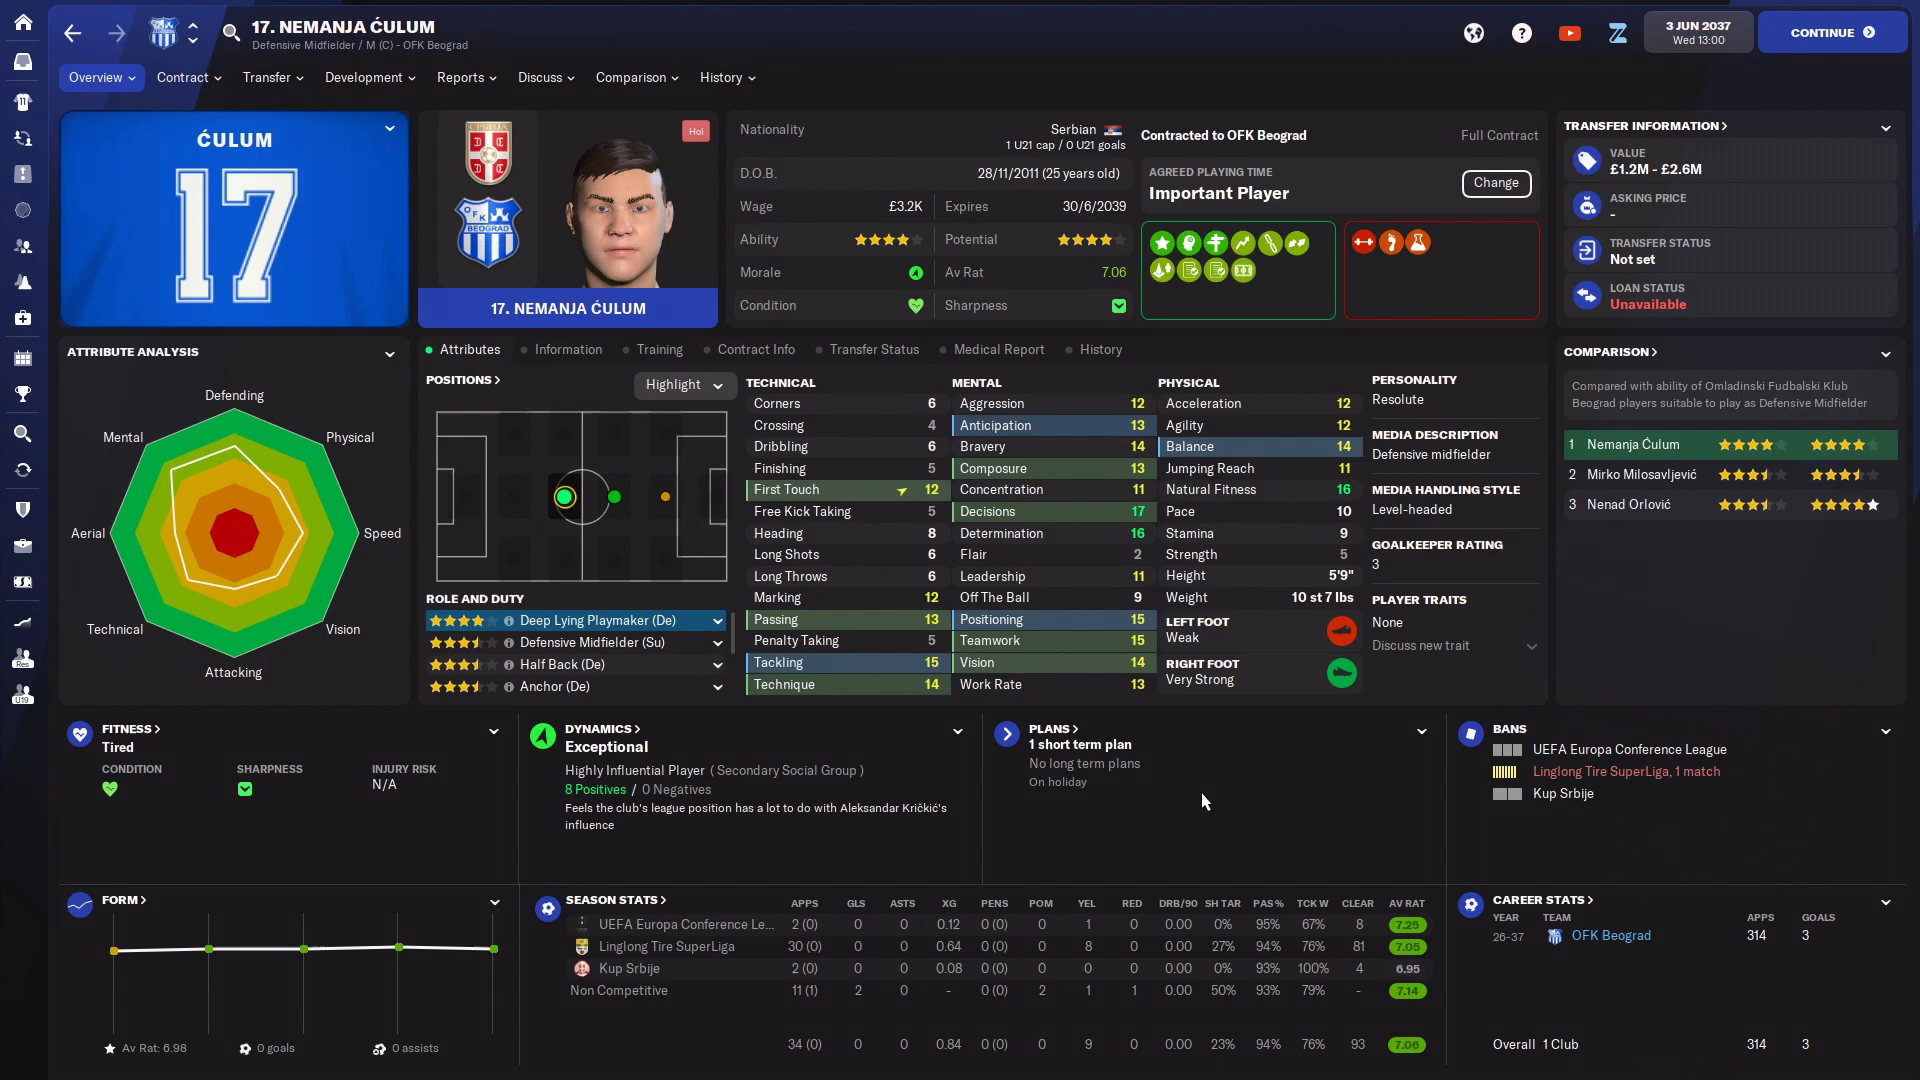 17. NEMANJA ĆULUM
Defensive Midfielder / M (C) - OFK Beograd
3 JUN 2037
Wed 13:00
CONTINUE
Overview
Contract
Transfer
Development
Reports
Discuss
Comparison
History
ĆULUM
17
OFK
BEOGRAD
Hol
17. NEMANJA ĆULUM
Nationality
Serbian
1 U21 cap / 0 U21 goals
D.O.B.
28/11/2011 (25 years old)
Wage £3.2K Expires 30/6/2039
Ability Potential
Morale Av Rat 7.06
Condition Sharpness
Contracted to OFK Beograd
Full Contract
AGREED PLAYING TIME
Important Player
Change
TRANSFER INFORMATION >
VALUE
£1.2M - £2.6M
ASKING PRICE
-
TRANSFER STATUS
Not set
LOAN STATUS
Unavailable
ATTRIBUTE ANALYSIS
Defending
Mental
Physical
Aerial
Speed
Technical
Vision
Attacking
Attributes
Information
Training
Contract Info
Transfer Status
Medical Report
History
POSITIONS >
Highlight
ROLE AND DUTY
Deep Lying Playmaker (De)
Defensive Midfielder (Su)
Half Back (De)
Anchor (De)
TECHNICAL
Corners 6
Crossing 4
Dribbling 6
Finishing 5
First Touch 12
Free Kick Taking 5
Heading 8
Long Shots 6
Long Throws 6
Marking 12
Passing 13
Penalty Taking 5
Tackling 15
Technique 14
MENTAL
Aggression 12
Anticipation 13
Bravery 14
Composure 13
Concentration 11
Decisions 17
Determination 16
Flair 2
Leadership 11
Off The Ball 9
Positioning 15
Teamwork 15
Vision 14
Work Rate 13
PHYSICAL
Acceleration 12
Agility 12
Balance 14
Jumping Reach 11
Natural Fitness 16
Pace 10
Stamina 9
Strength 5
Height 5'9"
Weight 10 st 7 lbs
LEFT FOOT
Weak
RIGHT FOOT
Very Strong
PERSONALITY
Resolute
MEDIA DESCRIPTION
Defensive midfielder
MEDIA HANDLING STYLE
Level-headed
GOALKEEPER RATING
3
PLAYER TRAITS
None
Discuss new trait
COMPARISON >
Compared with ability of Omladinski Fudbalski Klub
Beograd players suitable to play as Defensive Midfielder
1 Nemanja Ćulum
2 Mirko Milosavljević
3 Nenad Orlović
Res
U19
FITNESS >
Tired
CONDITION
SHARPNESS
INJURY RISK
N/A
DYNAMICS >
Exceptional
Highly Influential Player ( Secondary Social Group )
8 Positives / 0 Negatives
Feels the club's league position has a lot to do with Aleksandar Kričkić's
influence
PLANS >
1 short term plan
No long term plans
On holiday
BANS
UEFA Europa Conference League
Linglong Tire SuperLiga, 1 match
Kup Srbije
FORM >
Av Rat: 6.98
0 goals
0 assists
SEASON STATS > APPS GLS ASTS XG PENS POM YEL RED DRB/90 SH TAR PAS % TCK W CLEAR AV RAT
UEFA Europa Conference Le... 2 (0) 0 0 0.12 0 (0) 0 1 0 0.00 0% 95% 67% 8 7.25
Linglong Tire SuperLiga 30 (0) 0 0 0.64 0 (0) 0 8 0 0.00 27% 94% 76% 81 7.05
Kup Srbije 2 (0) 0 0 0.08 0 (0) 0 0 0 0.00 0% 93% 100% 4 6.95
Non Competitive 11 (1) 2 0 - 0 (0) 2 1 1 0.00 50% 93% 79% - 7.14
34 (0) 0 0 0.84 0 (0) 0 9 0 0.00 23% 94% 76% 93 7.06
CAREER STATS >
YEAR TEAM APPS GOALS
26-37 OFK Beograd 314 3
Overall 1 Club 314 3